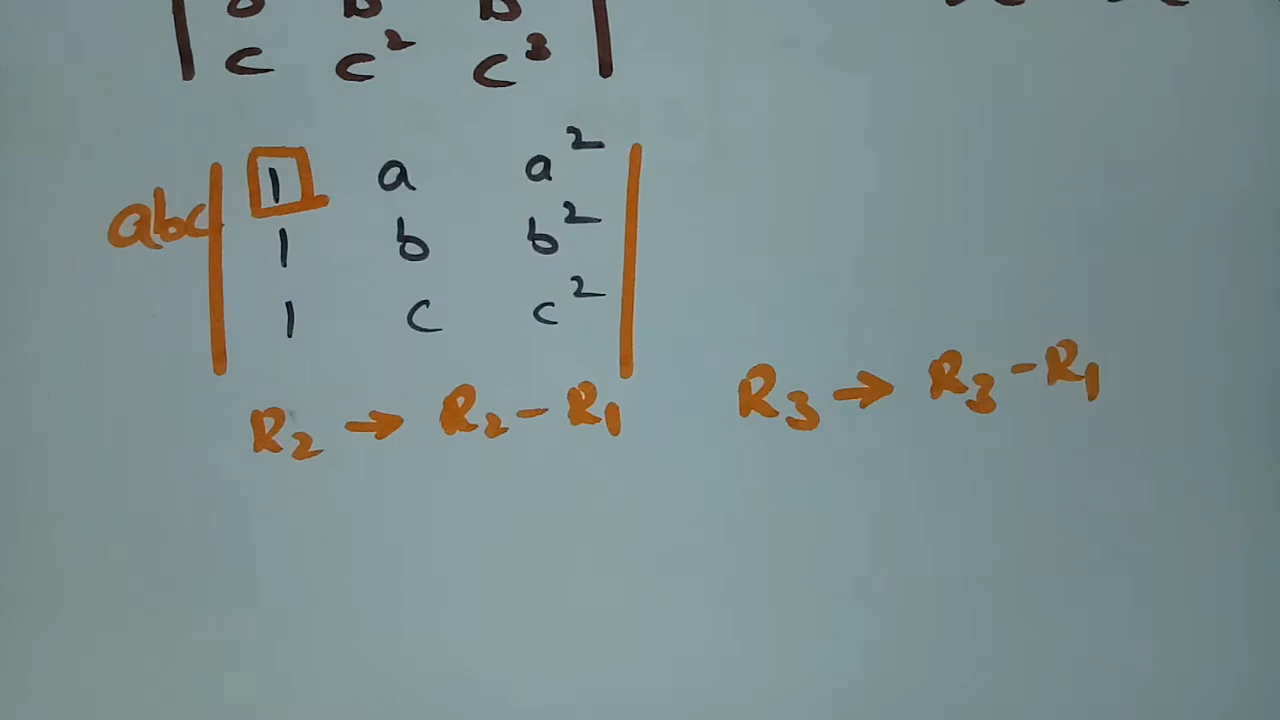 c c² c³
1 a a²
abc 1 b b²
1 c c²
R₂ → R₂ - R₁ R₃ → R₃ - R₁